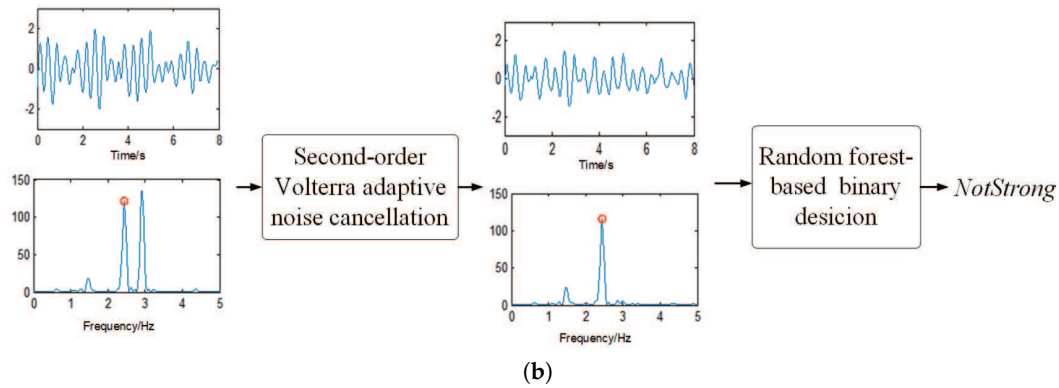 2
0
-2
0 2 4 6 8
Time/s
150
100
50
0
0 1 2 3 4 5
Frequency/Hz
Second-order
Volterra adaptive
noise cancellation
2
0
-2
0 2 4 6 8
Time/s
150
100
50
0
0 1 2 3 4 5
Frequency/Hz
Random forest-
based binary
desicion
NotStrong
(b)